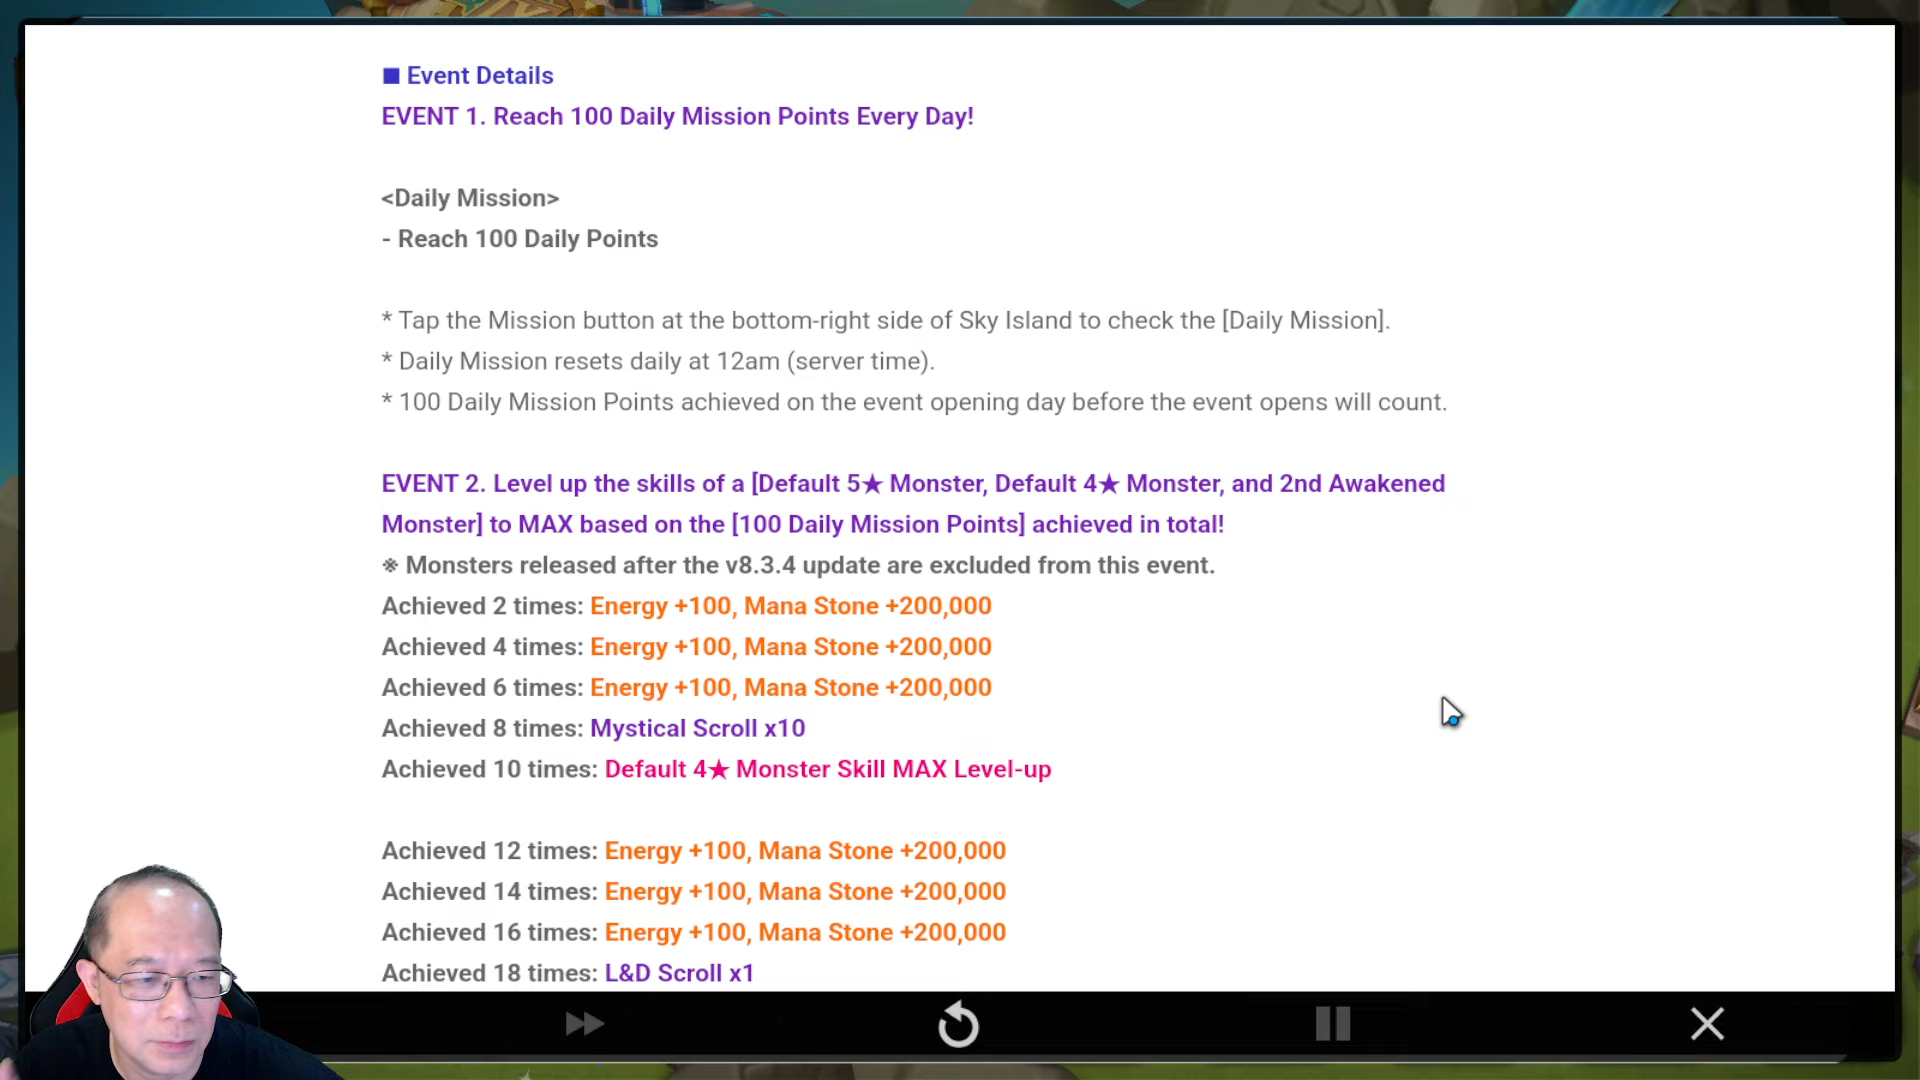 ■ Event Details
EVENT 1. Reach 100 Daily Mission Points Every Day!
<Daily Mission>
- Reach 100 Daily Points
* Tap the Mission button at the bottom-right side of Sky Island to check the [Daily Mission].
* Daily Mission resets daily at 12am (server time).
* 100 Daily Mission Points achieved on the event opening day before the event opens will count.
EVENT 2. Level up the skills of a [Default 5★ Monster, Default 4★ Monster, and 2nd Awakened
Monster] to MAX based on the [100 Daily Mission Points] achieved in total!
※ Monsters released after the v8.3.4 update are excluded from this event.
Achieved 2 times: Energy +100, Mana Stone +200,000
Achieved 4 times: Energy +100, Mana Stone +200,000
Achieved 6 times: Energy +100, Mana Stone +200,000
Achieved 8 times: Mystical Scroll x10
Achieved 10 times: Default 4★ Monster Skill MAX Level-up
Achieved 12 times: Energy +100, Mana Stone +200,000
Achieved 14 times: Energy +100, Mana Stone +200,000
Achieved 16 times: Energy +100, Mana Stone +200,000
Achieved 18 times: L&D Scroll x1